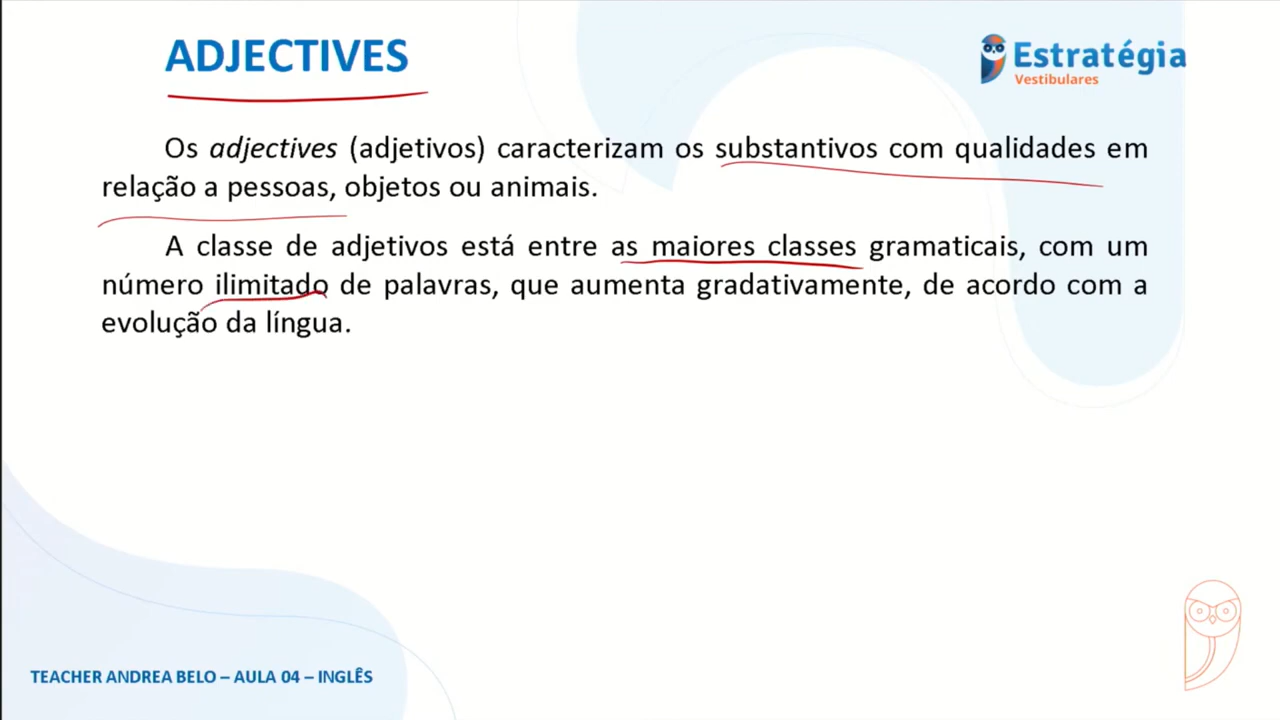 ADJECTIVES
Estratégia
Vestibulares
Os adjectives (adjetivos) caracterizam os substantivos com qualidades em
relação a pessoas, objetos ou animais.
A classe de adjetivos está entre as maiores classes gramaticais, com um
número ilimitado de palavras, que aumenta gradativamente, de acordo com a
evolução da língua.
TEACHER ANDREA BELO – AULA 04 – INGLÊS